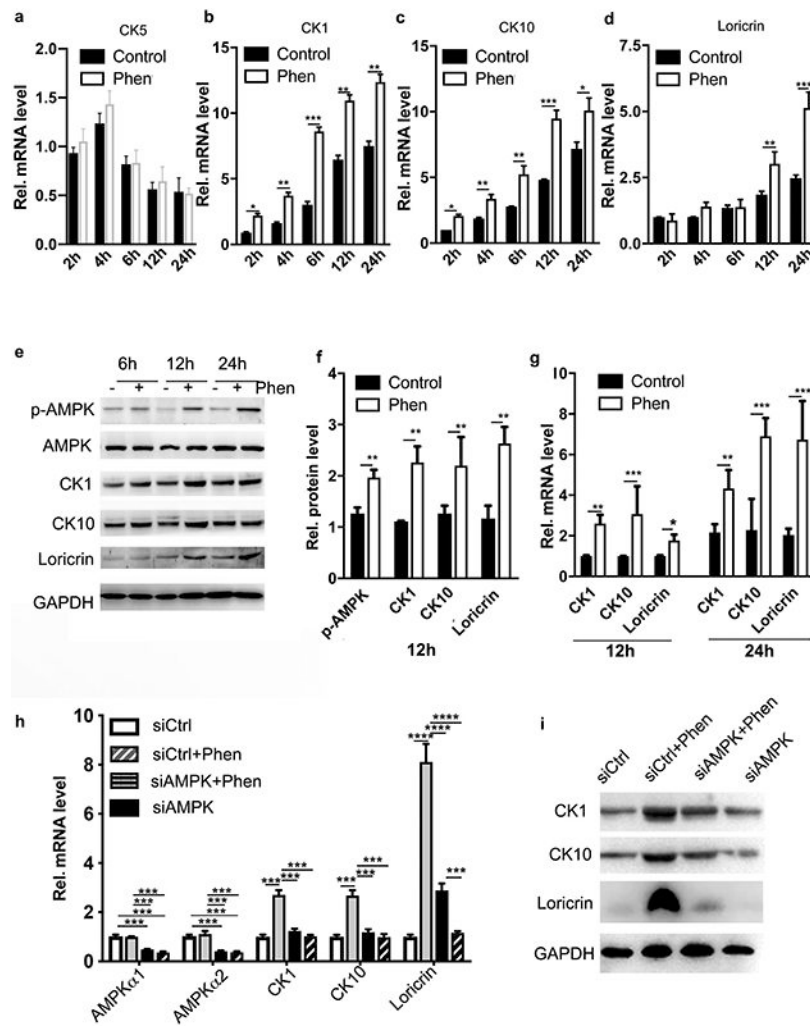 a
CK5
Control
Phen
Rel. mRNA level
2.0
1.5
1.0
0.5
0.0
2h 4h 6h 12h 24h
b
CK1
Control
Phen
Rel. mRNA level
15
10
5
0
* ** *** ** **
2h 4h 6h 12h 24h
c
CK10
Control
Phen
Rel. mRNA level
15
10
5
0
* ** ** *** *
2h 4h 6h 12h 24h
d
Loricrin
Control
Phen
Rel. mRNA level
7.5
5.0
2.5
0.0
** ***
2h 4h 6h 12h 24h
e
6h 12h 24h
- + - + - + Phen
p-AMPK
AMPK
CK1
CK10
Loricrin
GAPDH
f
Control
Phen
Rel. protein level
4
3
2
1
0
** ** ** **
p-AMPK CK1 CK10 Loricrin
12h
g
Control
Phen
Rel. mRNA level
10
8
6
4
2
0
** *** * ** *** ***
CK1 CK10 Loricrin CK1 CK10 Loricrin
12h 24h
h
siCtrl
siCtrl+Phen
siAMPK+Phen
siAMPK
Rel. mRNA level
10
8
6
4
2
0
*** *** *** *** ***
*** *** *** *** ***
*** *** ***
*** *** ***
**** **** **** ***
AMPKα1 AMPKα2 CK1 CK10 Loricrin
i
siCtrl siCtrl+Phen siAMPK+Phen siAMPK
CK1
CK10
Loricrin
GAPDH